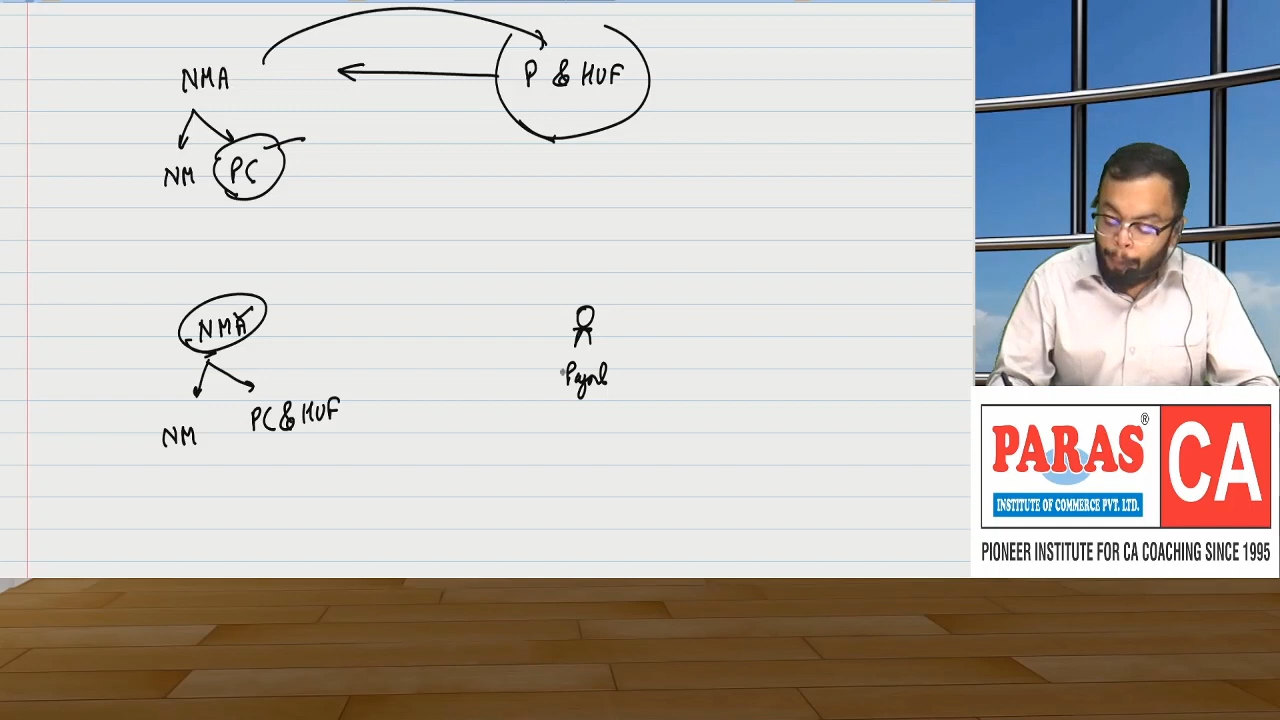 NMA
P & HUF
NM
PC
NMA
NM
PC & HUF
PARAS®
CA
INSTITUTE OF COMMERCE PVT. LTD.
PIONEER INSTITUTE FOR CA COACHING SINCE 1995